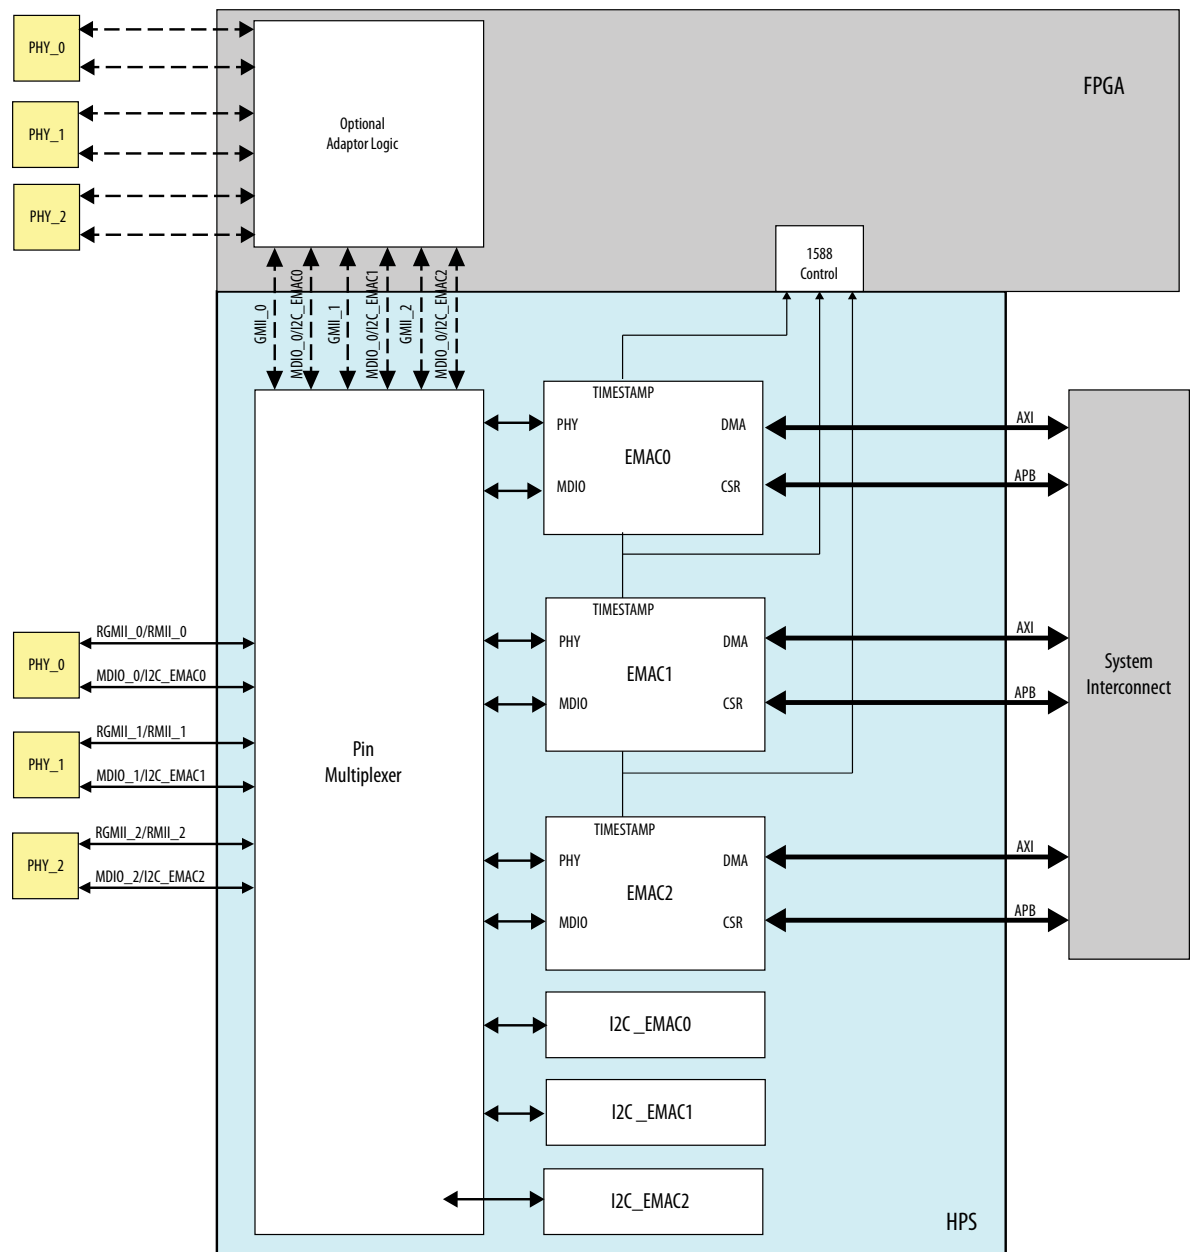 PHY_0
PHY_1
PHY_2
Optional
Adaptor Logic
FPGA
1588
Control
GMII_0
MDIO_0/I2C_EMAC0
GMII_1
MDIO_0/I2C_EMAC1
GMII_2
MDIO_0/I2C_EMAC2
TIMESTAMP
PHY
DMA
EMAC0
MDIO
CSR
AXI
APB
TIMESTAMP
PHY
DMA
EMAC1
MDIO
CSR
AXI
APB
System
Interconnect
PHY_0
RGMII_0/RMII_0
MDIO_0/I2C_EMAC0
PHY_1
RGMII_1/RMII_1
MDIO_1/I2C_EMAC1
PHY_2
RGMII_2/RMII_2
MDIO_2/I2C_EMAC2
Pin
Multiplexer
TIMESTAMP
PHY
DMA
EMAC2
MDIO
CSR
AXI
APB
I2C _EMAC0
I2C _EMAC1
I2C_EMAC2
HPS